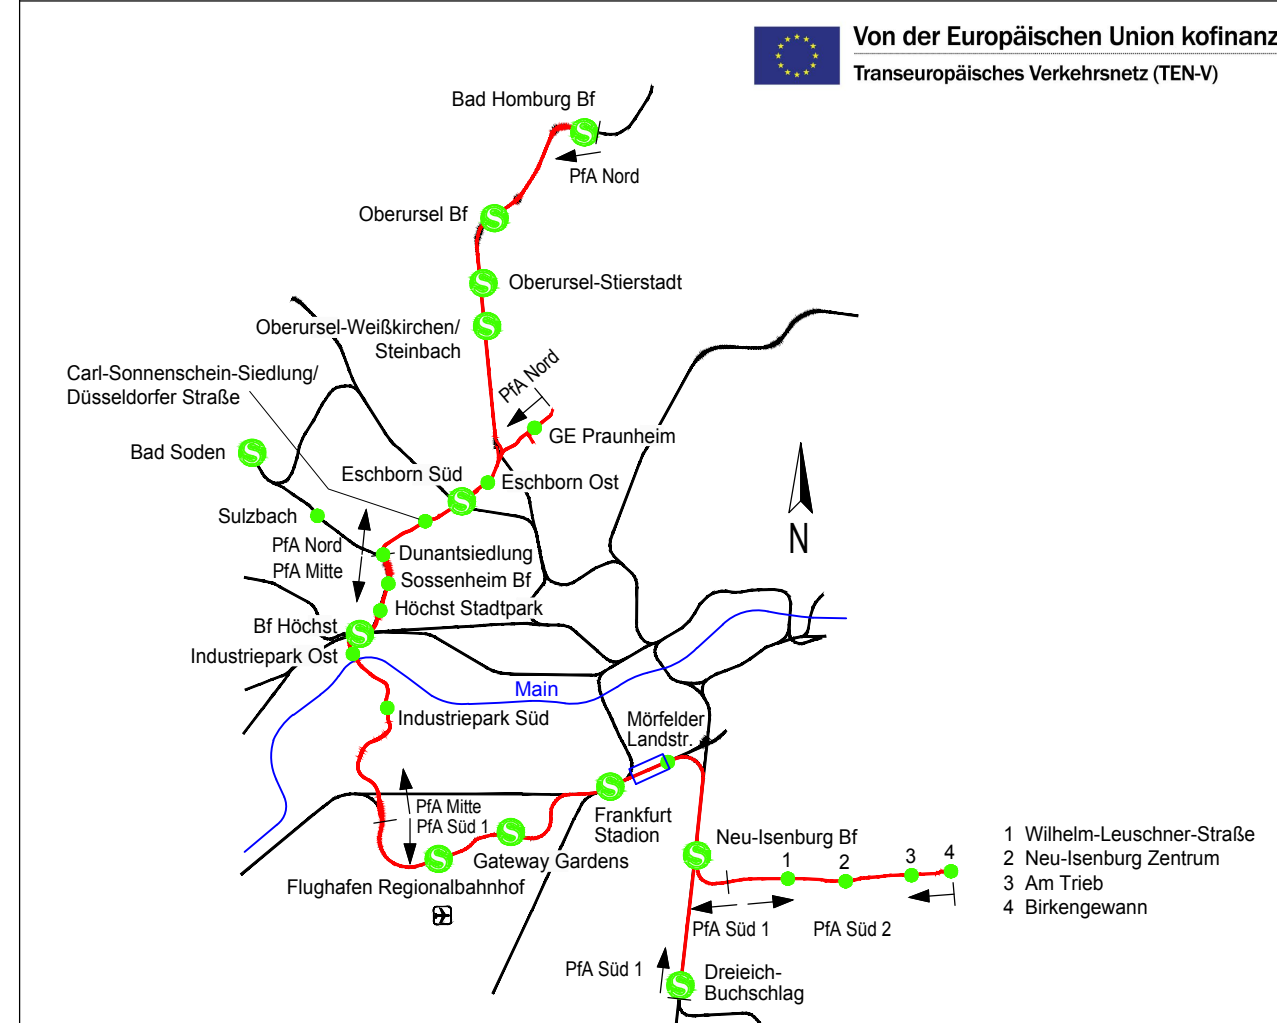 Von der Europäischen Union kofinanz
Transeuropäisches Verkehrsnetz (TEN-V)
Bad Homburg Bf
PfA Nord
Oberursel Bf
Oberursel-Stierstadt
Oberursel-Weißkirchen/
Steinbach
PfA Nord
Carl-Sonnenschein-Siedlung/
Düsseldorfer Straße
GE Praunheim
Bad Soden
Eschborn Süd
Eschborn Ost
Sulzbach
PfA Nord
PfA Mitte
Dunantsiedlung
Sossenheim Bf
Höchst Stadtpark
Bf Höchst
Industriepark Ost
N
Main
Industriepark Süd
Mörfelder
Landstr.
PfA Mitte
PfA Süd 1
Frankfurt
Stadion
Gateway Gardens
Flughafen Regionalbahnhof
Neu-Isenburg Bf
1 2 3 4
1 Wilhelm-Leuschner-Straße
2 Neu-Isenburg Zentrum
3 Am Trieb
4 Birkengewann
PfA Süd 1
PfA Süd 2
PfA Süd 1
Dreieich-
Buchschlag